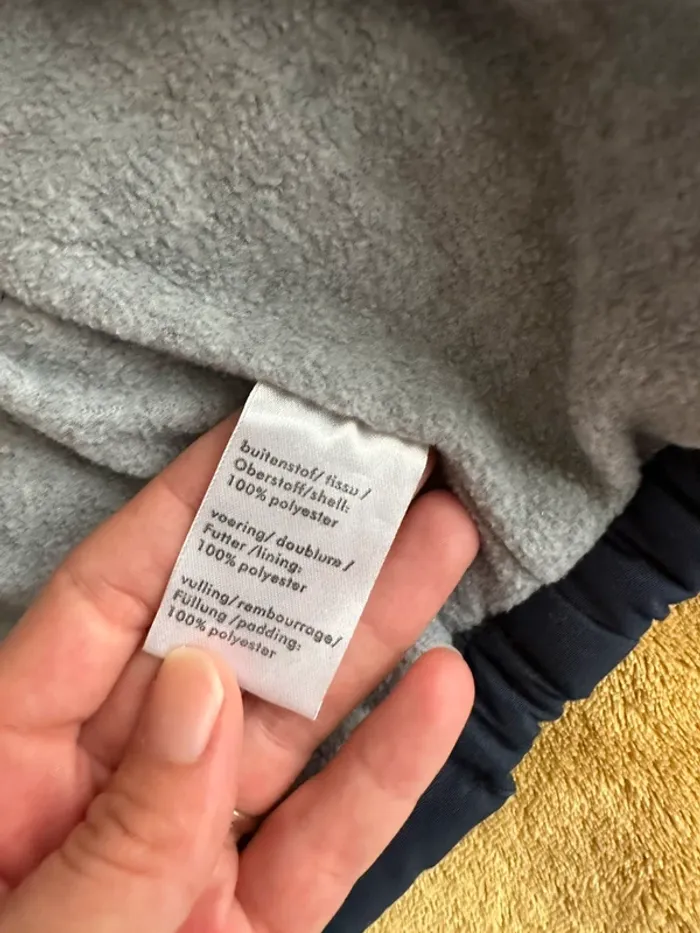 buitenstof/ tissu /
Oberstoff/shell:
100% polyester
voering/ doublure /
Futter /lining:
100% polyester
vulling/rembourrage/
Füllung /padding:
100% polyester